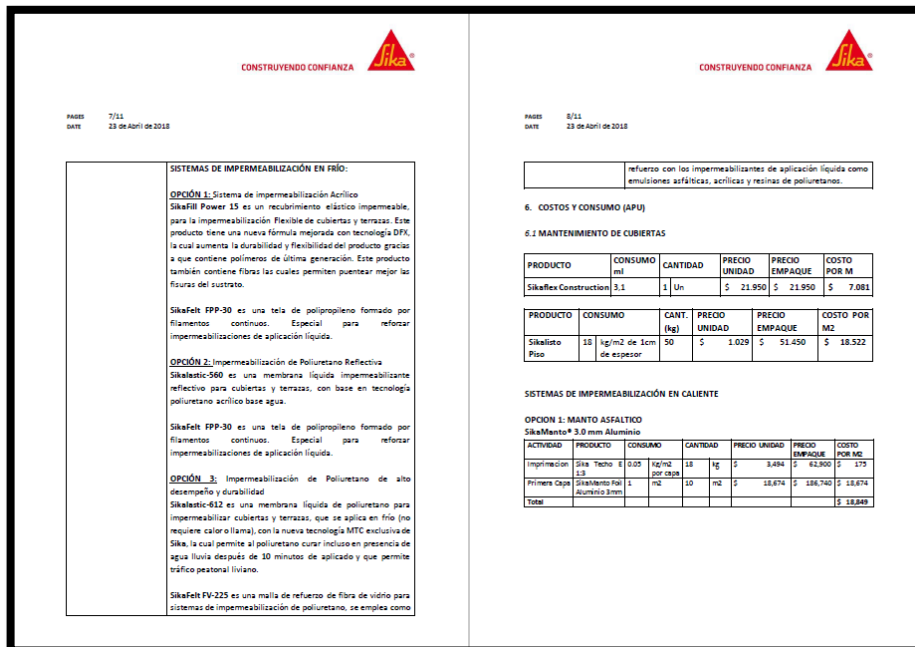 CONSTRUYENDO CONFIANZA
Sika®
PAGES 7/11
DATE 23 de Abril de 2018
SISTEMAS DE IMPERMEABILIZACIÓN EN FRÍO:
OPCIÓN 1: Sistema de impermeabilización Acrílico
SikaFill Power 15 es un recubrimiento elástico impermeable,
para la impermeabilización Flexible de cubiertas y terrazas. Este
producto tiene una nueva fórmula mejorada con tecnología DFX,
la cual aumenta la durabilidad y flexibilidad del producto gracias
a que contiene polímeros de última generación. Este producto
también contiene fibras las cuales permiten puentear mejor las
fisuras del sustrato.
SikaFelt FPP-30 es una tela de polipropileno formado por
filamentos continuos. Especial para reforzar
impermeabilizaciones de aplicación líquida.
OPCIÓN 2: Impermeabilización de Poliuretano Reflectiva
Sikalastic-560 es una membrana líquida impermeabilizante
reflectivo para cubiertas y terrazas, con base en tecnología
poliuretano acrílico base agua.
SikaFelt FPP-30 es una tela de polipropileno formado por
filamentos continuos. Especial para reforzar
impermeabilizaciones de aplicación líquida.
OPCIÓN 3: Impermeabilización de Poliuretano de alto
desempeño y durabilidad
Sikalastic-612 es una membrana líquida de poliuretano para
impermeabilizar cubiertas y terrazas, que se aplica en frío (no
requiere calor o llama), con la nueva tecnología MTC exclusiva de
Sika, la cual permite al poliuretano curar incluso en presencia de
agua lluvia después de 10 minutos de aplicado y que permite
tráfico peatonal liviano.
SikaFelt FV-225 es una malla de refuerzo de fibra de vidrio para
sistemas de impermeabilización de poliuretano, se emplea como
CONSTRUYENDO CONFIANZA
Sika®
PAGES 8/11
DATE 23 de Abril de 2018
refuerzo con los impermeabilizantes de aplicación líquida como
emulsiones asfálticas, acrílicas y resinas de poliuretanos.
6. COSTOS Y CONSUMO (APU)
6.1 MANTENIMIENTO DE CUBIERTAS
PRODUCTO CONSUMO ml CANTIDAD PRECIO UNIDAD PRECIO EMPAQUE COSTO POR M
Sikaflex Construction 3,1 1 Un $ 21.950 $ 21.950 $ 7.081
PRODUCTO CONSUMO CANT. (kg) PRECIO UNIDAD PRECIO EMPAQUE COSTO POR M2
Sikalisto Piso 18 kg/m2 de 1cm de espesor 50 $ 1.029 $ 51.450 $ 18.522
SISTEMAS DE IMPERMEABILIZACIÓN EN CALIENTE
OPCION 1: MANTO ASFALTICO
SikaManto® 3.0 mm Aluminio
ACTIVIDAD PRODUCTO CONSUMO CANTIDAD PRECIO UNIDAD PRECIO EMPAQUE COSTO POR M2
Imprimacion Sika Techo E 1:3 0.05 Kg/m2 por capa 18 kg $ 3,494 $ 62,900 $ 175
Primera Capa SikaManto Foil Aluminio 3mm 1 m2 10 m2 $ 18,674 $ 186,740 $ 18,674
Total $ 18,849